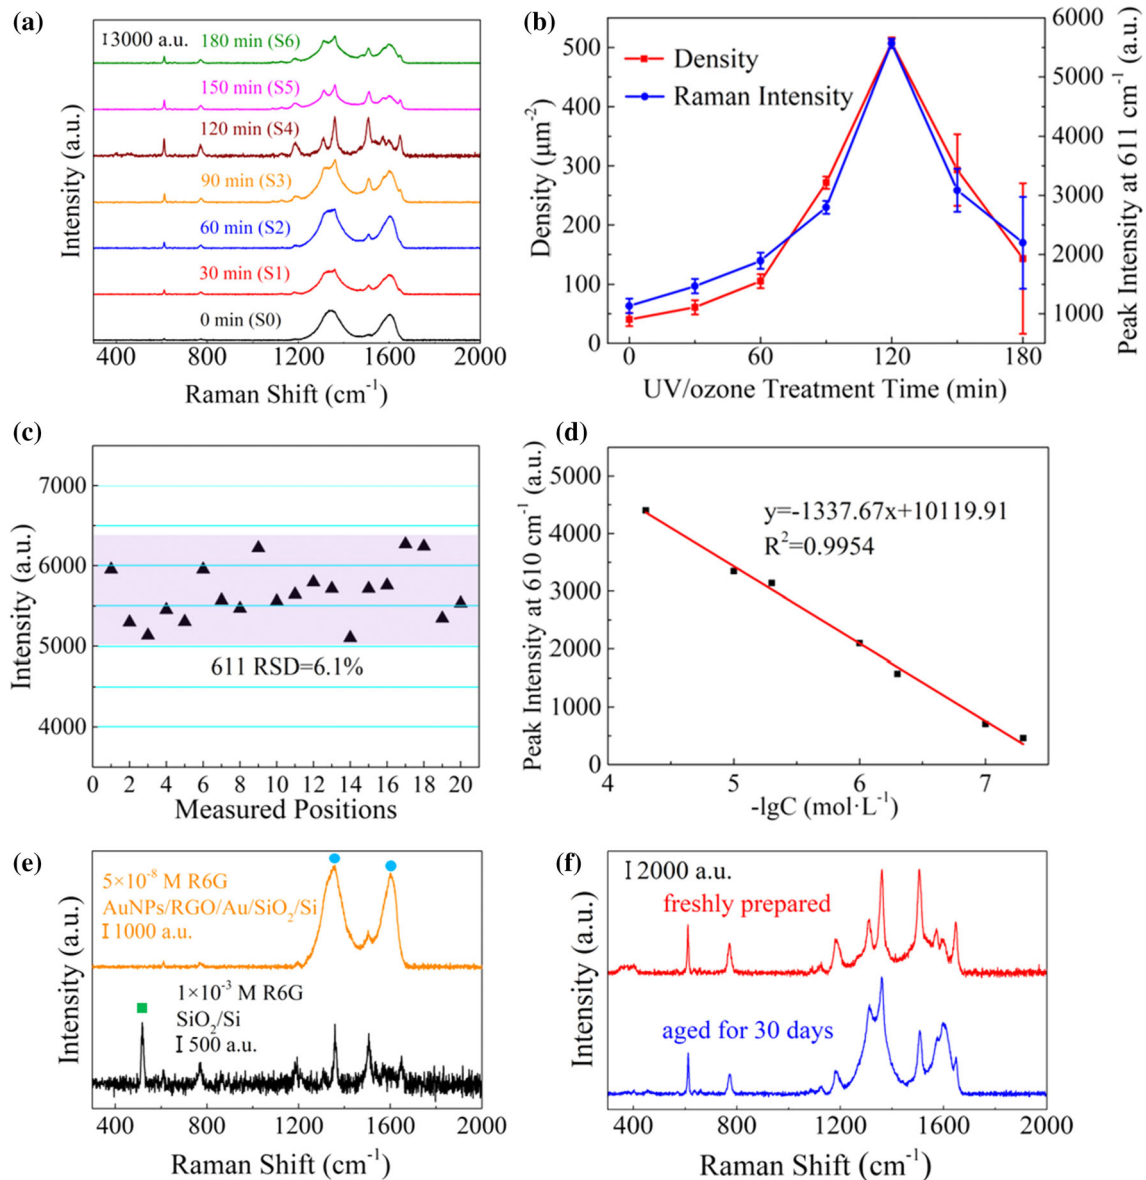 (a)
3000 a.u.
180 min (S6)
150 min (S5)
120 min (S4)
90 min (S3)
60 min (S2)
30 min (S1)
0 min (S0)
Intensity (a.u.)
400 800 1200 1600 2000
Raman Shift (cm⁻¹)
(b)
Density
Raman Intensity
Density (μm⁻²)
500
400
300
200
100
0
6000
5000
4000
3000
2000
1000
Peak Intensity at 611 cm⁻¹ (a.u.)
0 60 120 180
UV/ozone Treatment Time (min)
(c)
Intensity (a.u.)
7000
6000
5000
4000
611 RSD=6.1%
0 2 4 6 8 10 12 14 16 18 20
Measured Positions
(d)
Peak Intensity at 610 cm⁻¹ (a.u.)
5000
4000
3000
2000
1000
0
y=-1337.67x+10119.91
R²=0.9954
4 5 6 7
-lgC (mol·L⁻¹)
(e)
5×10⁻⁸ M R6G
AuNPs/RGO/Au/SiO₂/Si
1000 a.u.
1×10⁻³ M R6G
SiO₂/Si
500 a.u.
Intensity (a.u.)
400 800 1200 1600 2000
Raman Shift (cm⁻¹)
(f)
2000 a.u.
freshly prepared
aged for 30 days
Intensity (a.u.)
400 800 1200 1600 2000
Raman Shift (cm⁻¹)